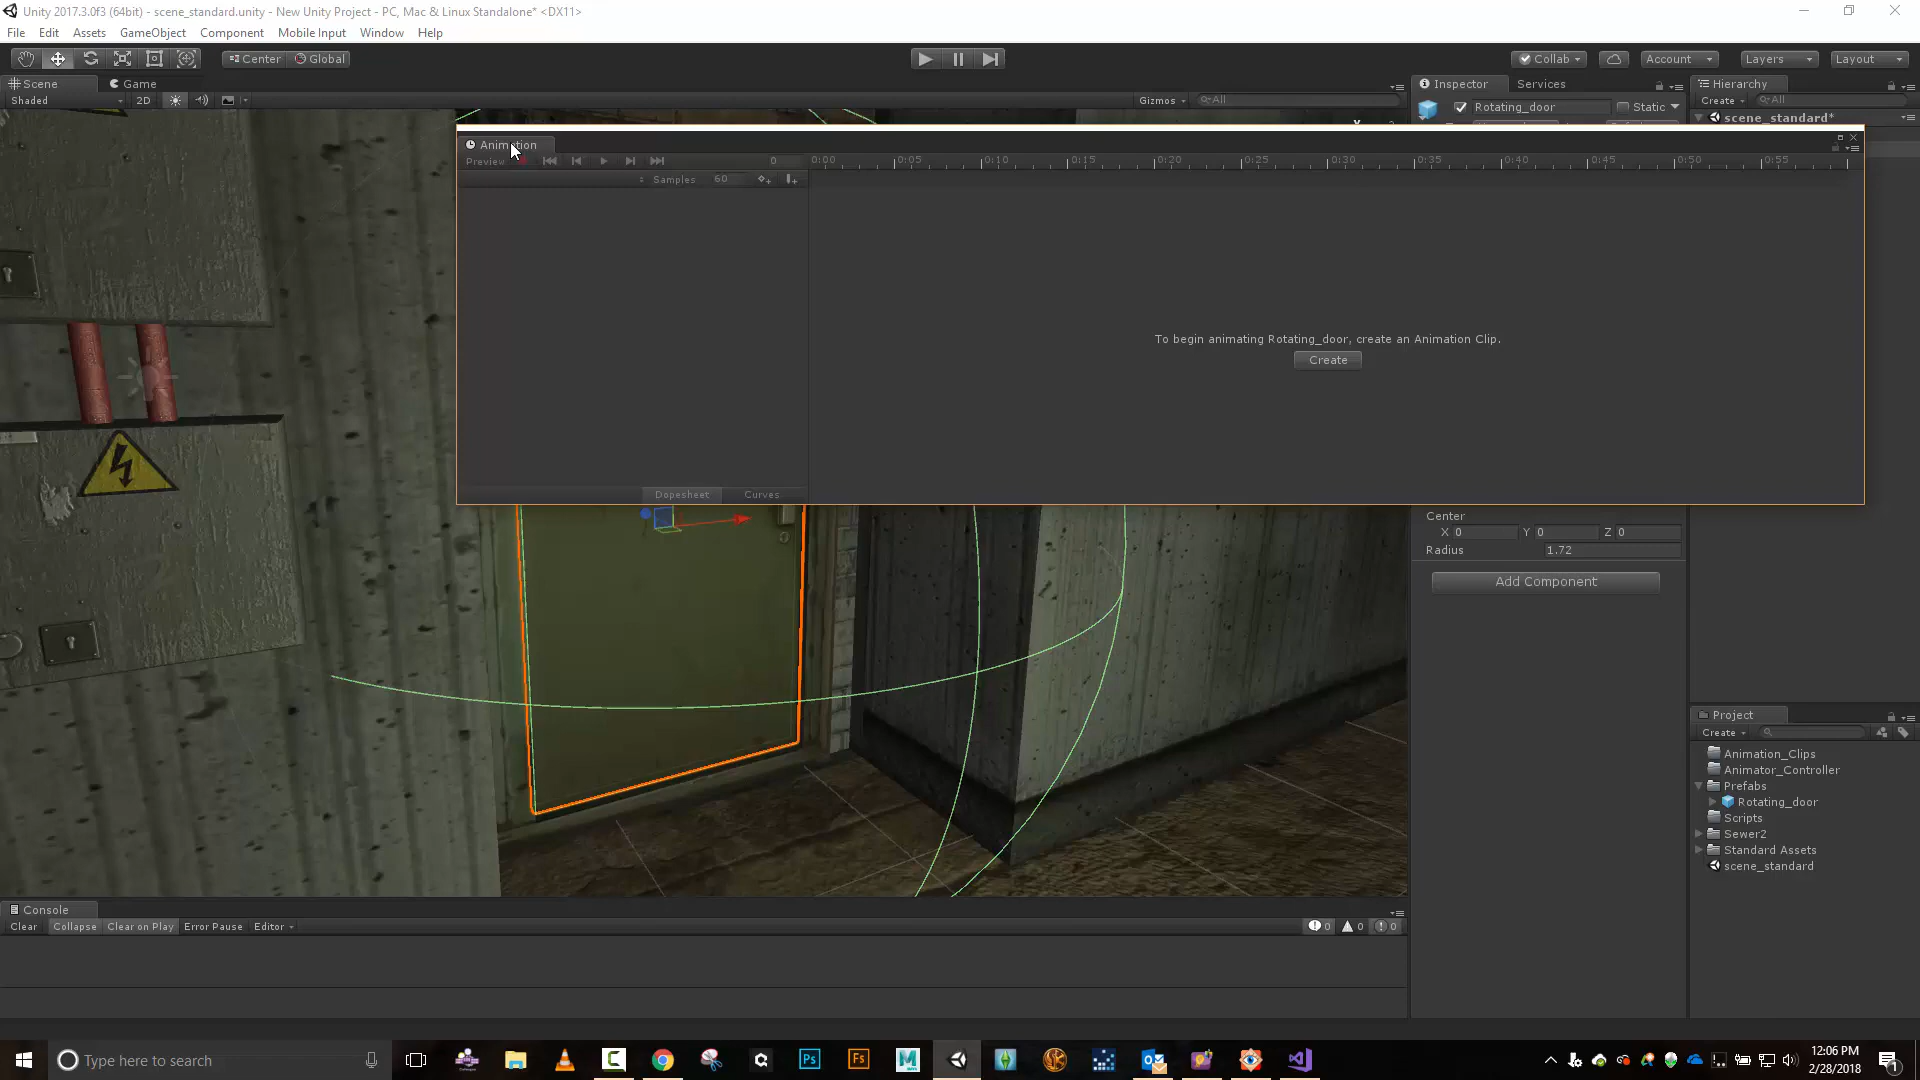 Unity 2017.3.0f3 (64bit) - scene_standard.unity - New Unity Project - PC, Mac & Linux Standalone* <DX11>
File Edit Assets GameObject Component Mobile Input Window Help
Center Global
Collab Account Layers Layout
Scene Game
Inspector Services
Hierarchy
Shaded 2D
Gizmos All
Rotating_door Static
Create All
scene_standard*
Animation
Preview 0 0:00 0:05 0:10 0:15 0:20 0:25 0:30 0:35 0:40 0:45 0:50 0:55
Samples 60
To begin animating Rotating_door, create an Animation Clip.
Create
Dopesheet Curves
Center
X 0 Y 0 Z 0
Radius 1.72
Add Component
Project
Create
Animation_Clips
Animator_Controller
Prefabs
Rotating_door
Scripts
Sewer2
Standard Assets
scene_standard
Console
Clear Collapse Clear on Play Error Pause Editor
0 0 0
Type here to search
Ps Fs M
12:06 PM
2/28/2018
1